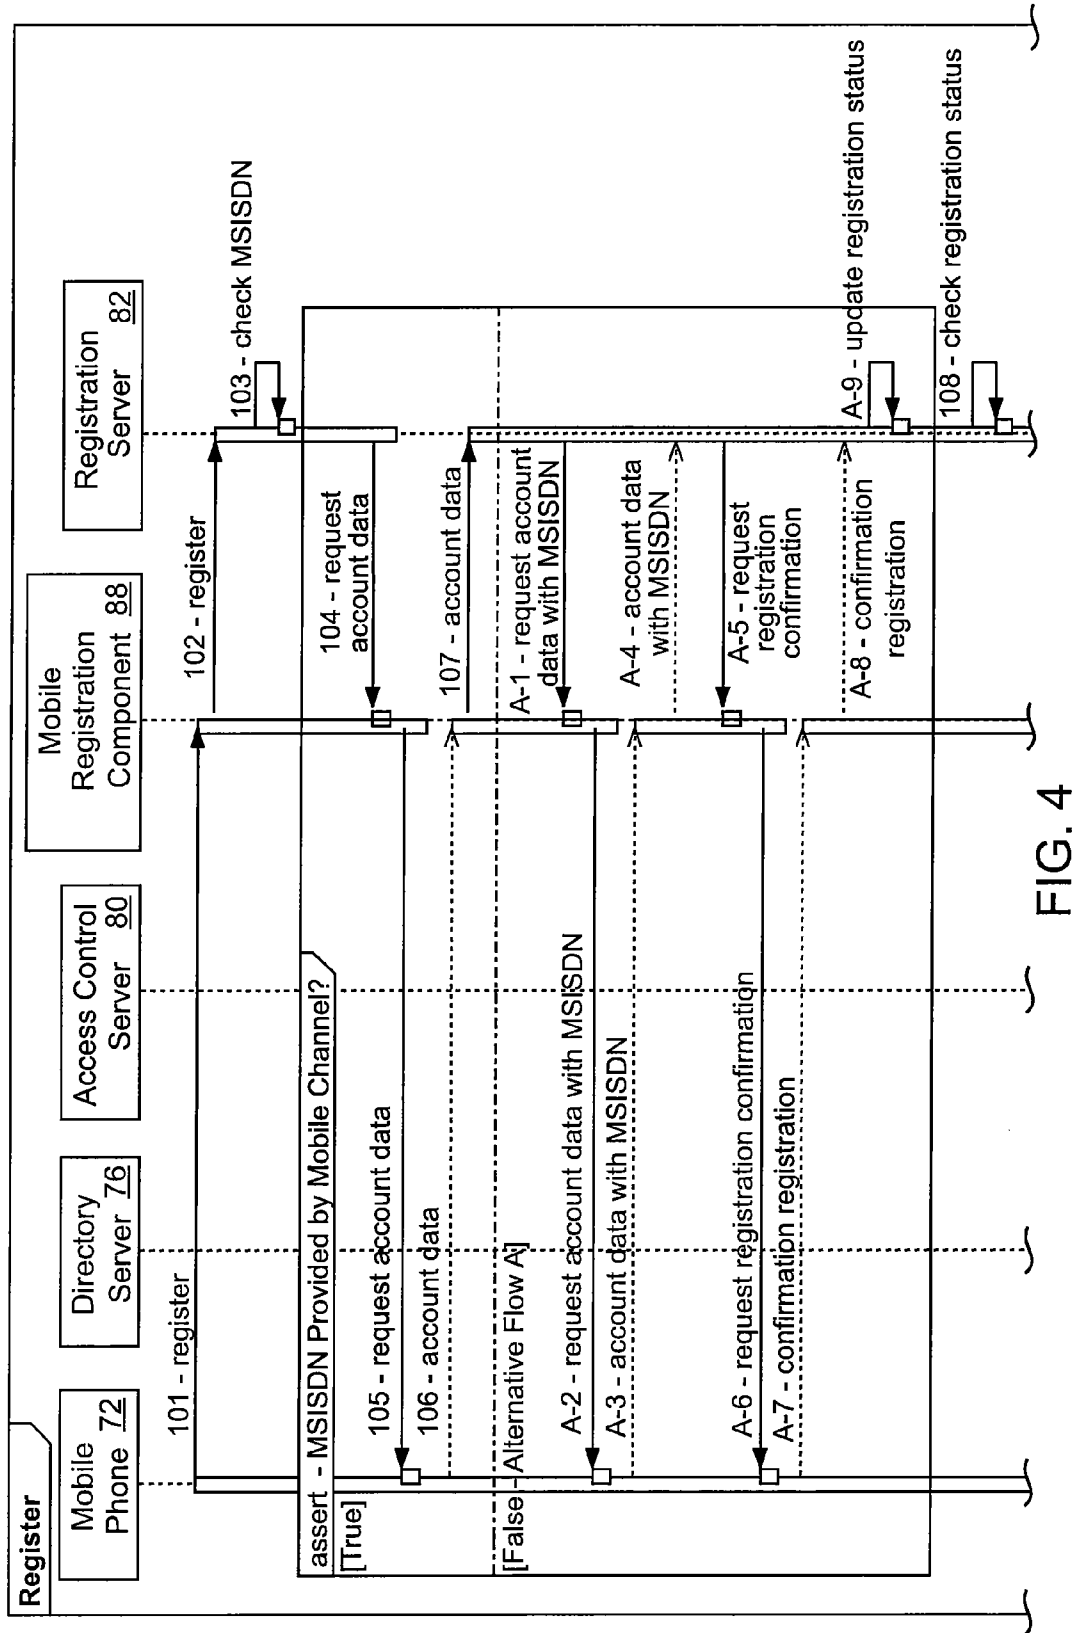 Register
Mobile
Phone 72
Directory
Server 76
Access Control
Server 80
Mobile
Registration
Component 88
Registration
Server 82
101 - register
102 - register
103 - check MSISDN
assert - MSISDN Provided by Mobile Channel?
[True]
104 - request
account data
105 - request account data
106 - account data
107 - account data
[False - Alternative Flow A]
A-1 - request account
data with MSISDN
A-2 - request account data with MSISDN
A-3 - account data with MSISDN
A-4 - account data
with MSISDN
A-5 - request
registration
confirmation
A-6 - request registration confirmation
A-7 - confirmation registration
A-8 - confirmation
registration
A-9 - update registration status
108 - check registration status
FIG. 4